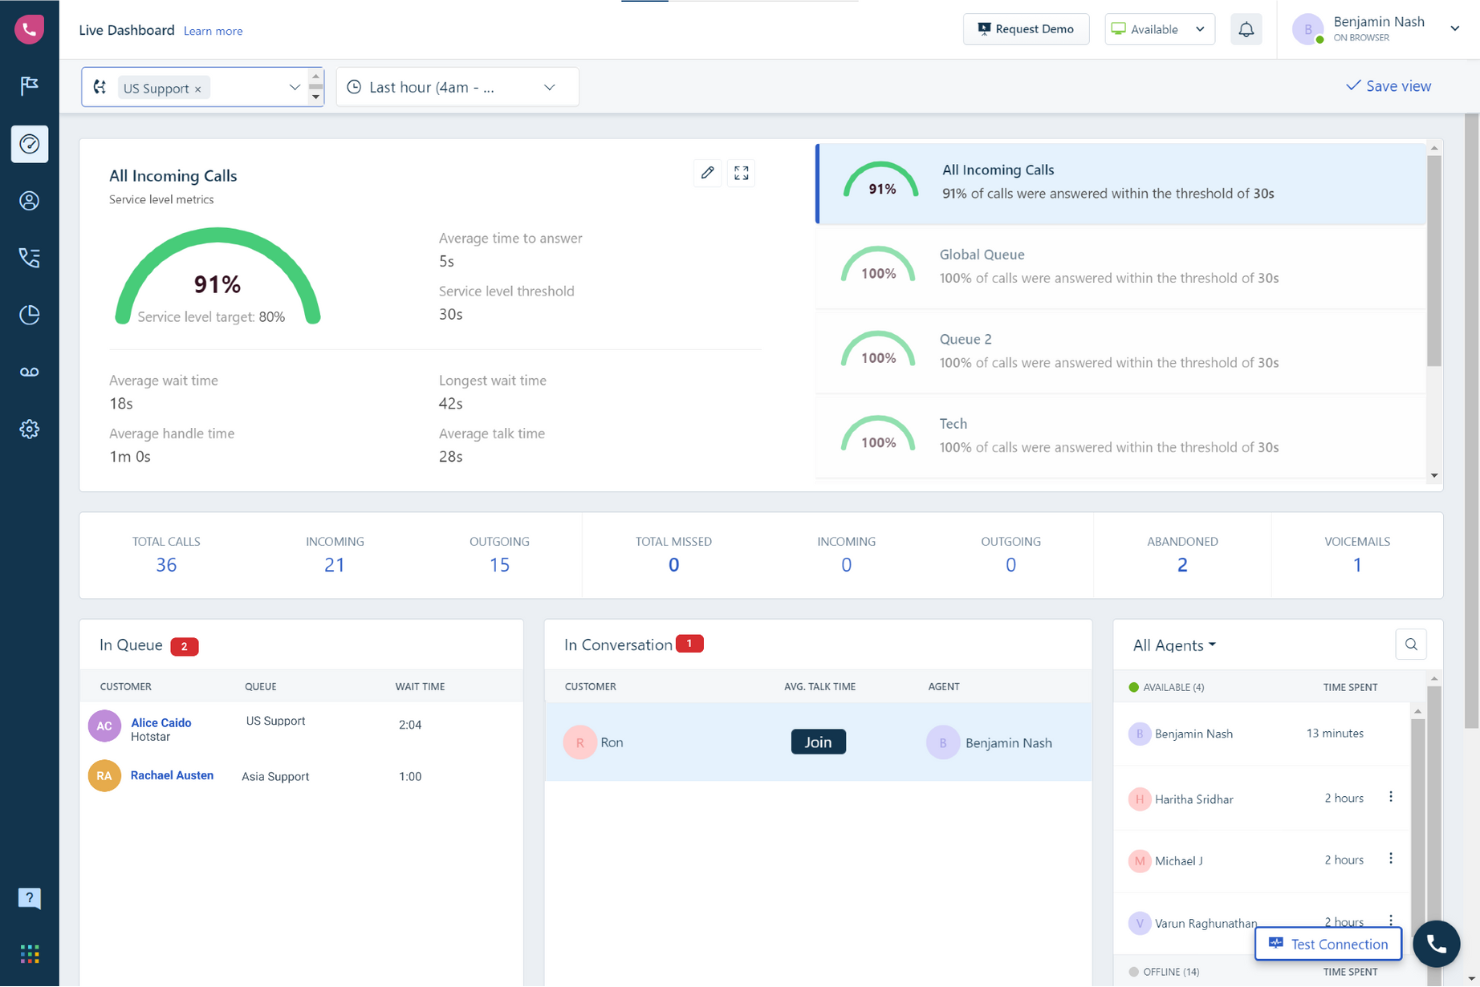 Live Dashboard Learn more
Request Demo
Available
B
Benjamin Nash
ON BROWSER
US Support ×
Last hour (4am - ...
Save view
All Incoming Calls
Service level metrics
91%
Service level target: 80%
Average time to answer
5s
Service level threshold
30s
Average wait time
18s
Longest wait time
42s
Average handle time
1m 0s
Average talk time
28s
91%
All Incoming Calls
91% of calls were answered within the threshold of 30s
100%
Global Queue
100% of calls were answered within the threshold of 30s
100%
Queue 2
100% of calls were answered within the threshold of 30s
100%
Tech
100% of calls were answered within the threshold of 30s
TOTAL CALLS INCOMING OUTGOING TOTAL MISSED INCOMING OUTGOING ABANDONED VOICEMAILS
36 21 15 0 0 0 2 1
In Queue 2
CUSTOMER QUEUE WAIT TIME
AC Alice Caido US Support 2:04
Hotstar
RA Rachael Austen Asia Support 1:00
In Conversation 1
CUSTOMER AVG. TALK TIME AGENT
R Ron Join B Benjamin Nash
All Agents
AVAILABLE (4) TIME SPENT
B Benjamin Nash 13 minutes
H Haritha Sridhar 2 hours
M Michael J 2 hours
V Varun Raghunathan 2 hours
Test Connection
OFFLINE (14) TIME SPENT
?